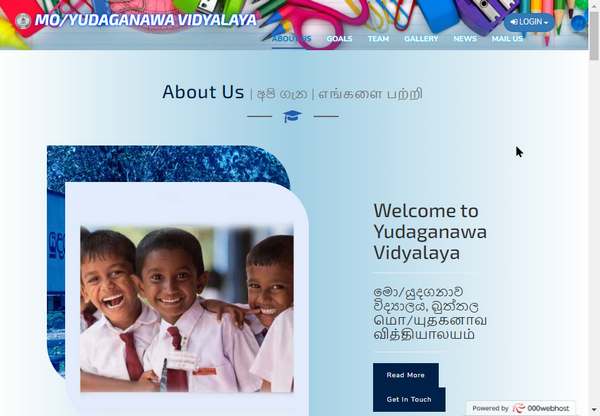 MO/YUDAGANAWA VIDYALAYA
LOGIN
ABOUT US GOALS TEAM GALLERY NEWS MAIL US
About Us | අපි ගැන | எங்களை பற்றி
Welcome to
Yudaganawa
Vidyalaya
මො/යුදගනාව
විද්‍යාලය, බුත්තල
மொ/யுதகனாவ
வித்தியாலயம்
Read More
Get In Touch
Powered by 000webhost